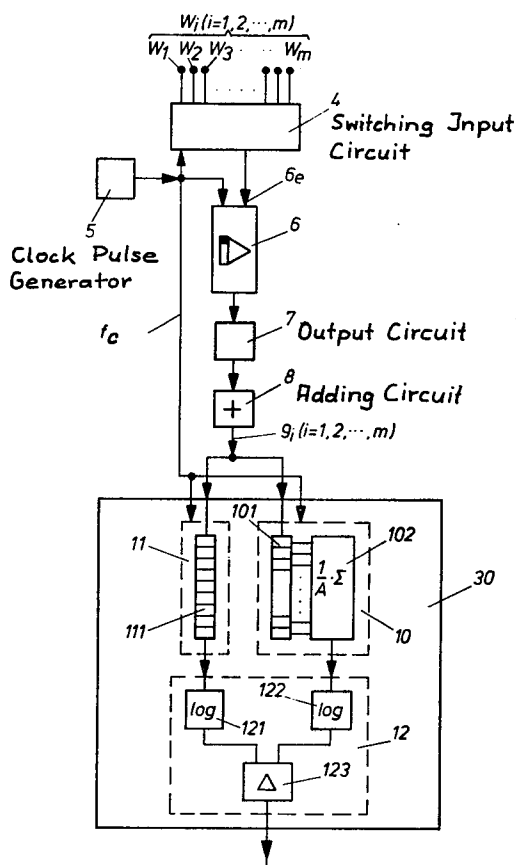 Wi(i=1,2,···,m)
W1 W2 W3 Wm
4
Switching Input
Circuit
6e
5
6
Clock Pulse
Generator
fc
7
Output Circuit
8
Adding Circuit
+
9i(i=1,2,···,m)
11
101
102
30
1/A · Σ
111
10
122
log
log
121
12
Δ
123